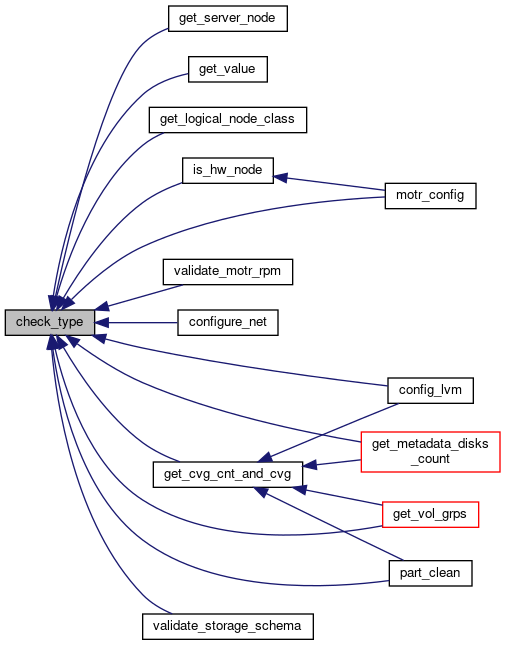 get_server_node
get_value
get_logical_node_class
is_hw_node
motr_config
validate_motr_rpm
check_type
configure_net
config_lvm
get_metadata_disks
_count
get_cvg_cnt_and_cvg
get_vol_grps
part_clean
validate_storage_schema